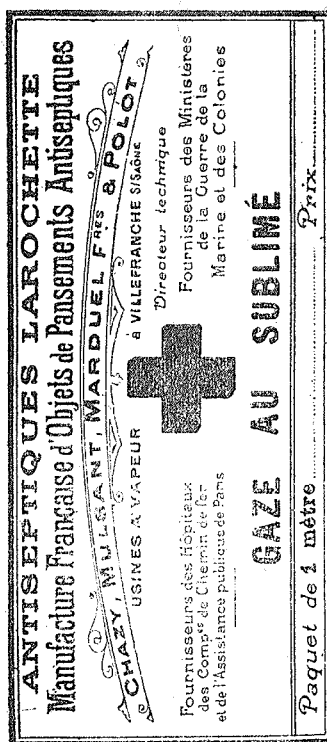 ANTISEPTIQUES LAROCHETTE
Manufacture Française d'Objets de Pansements Antiseptiques
CHAZY, MULSANT, MARDUEL Fres & POLOT
USINES A VAPEUR
à VILLEFRANCHE S/SAÔNE
Directeur technique
Fournisseurs des Hôpitaux
des Compies de Chemin de fer
et de l'Assistance publique de Paris
Fournisseurs des Ministères
de la Guerre de la
Marine et des Colonies
GAZE AU SUBLIMÉ
Paquet de 1 mètre
Prix